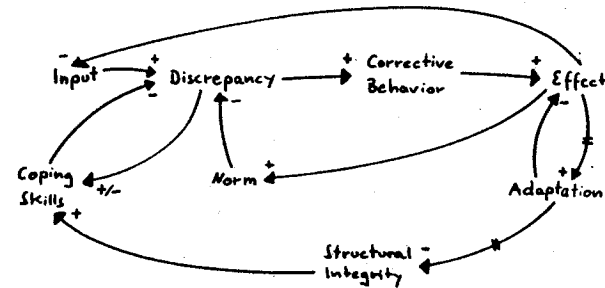 - + + Corrective + Effect
Input Discrepancy Behavior
- - -
Coping Skills +/- Norm + + Adaptation
+ Structural -
Integrity